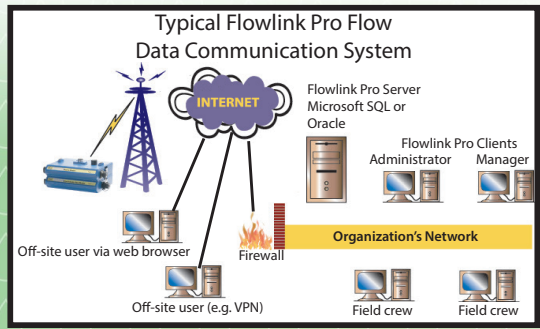 Typical Flowlink Pro Flow
Data Communication System
INTERNET
Flowlink Pro Server
Microsoft SQL or
Oracle
Flowlink Pro Clients
Administrator
Manager
Off-site user via web browser
Firewall
Organization's Network
Off-site user (e.g. VPN)
Field crew
Field crew